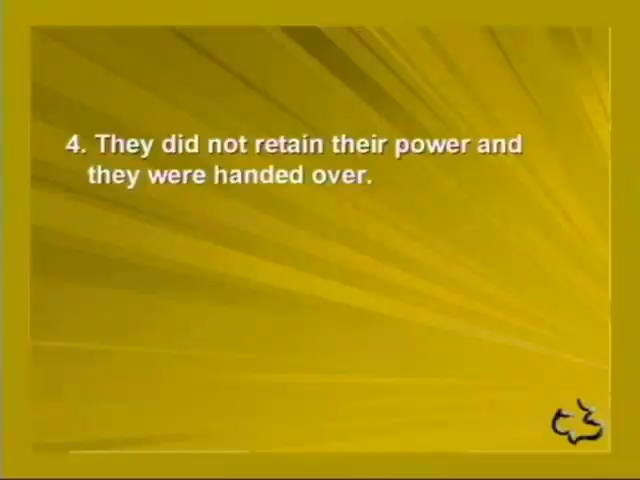 4. They did not retain their power and
they were handed over.